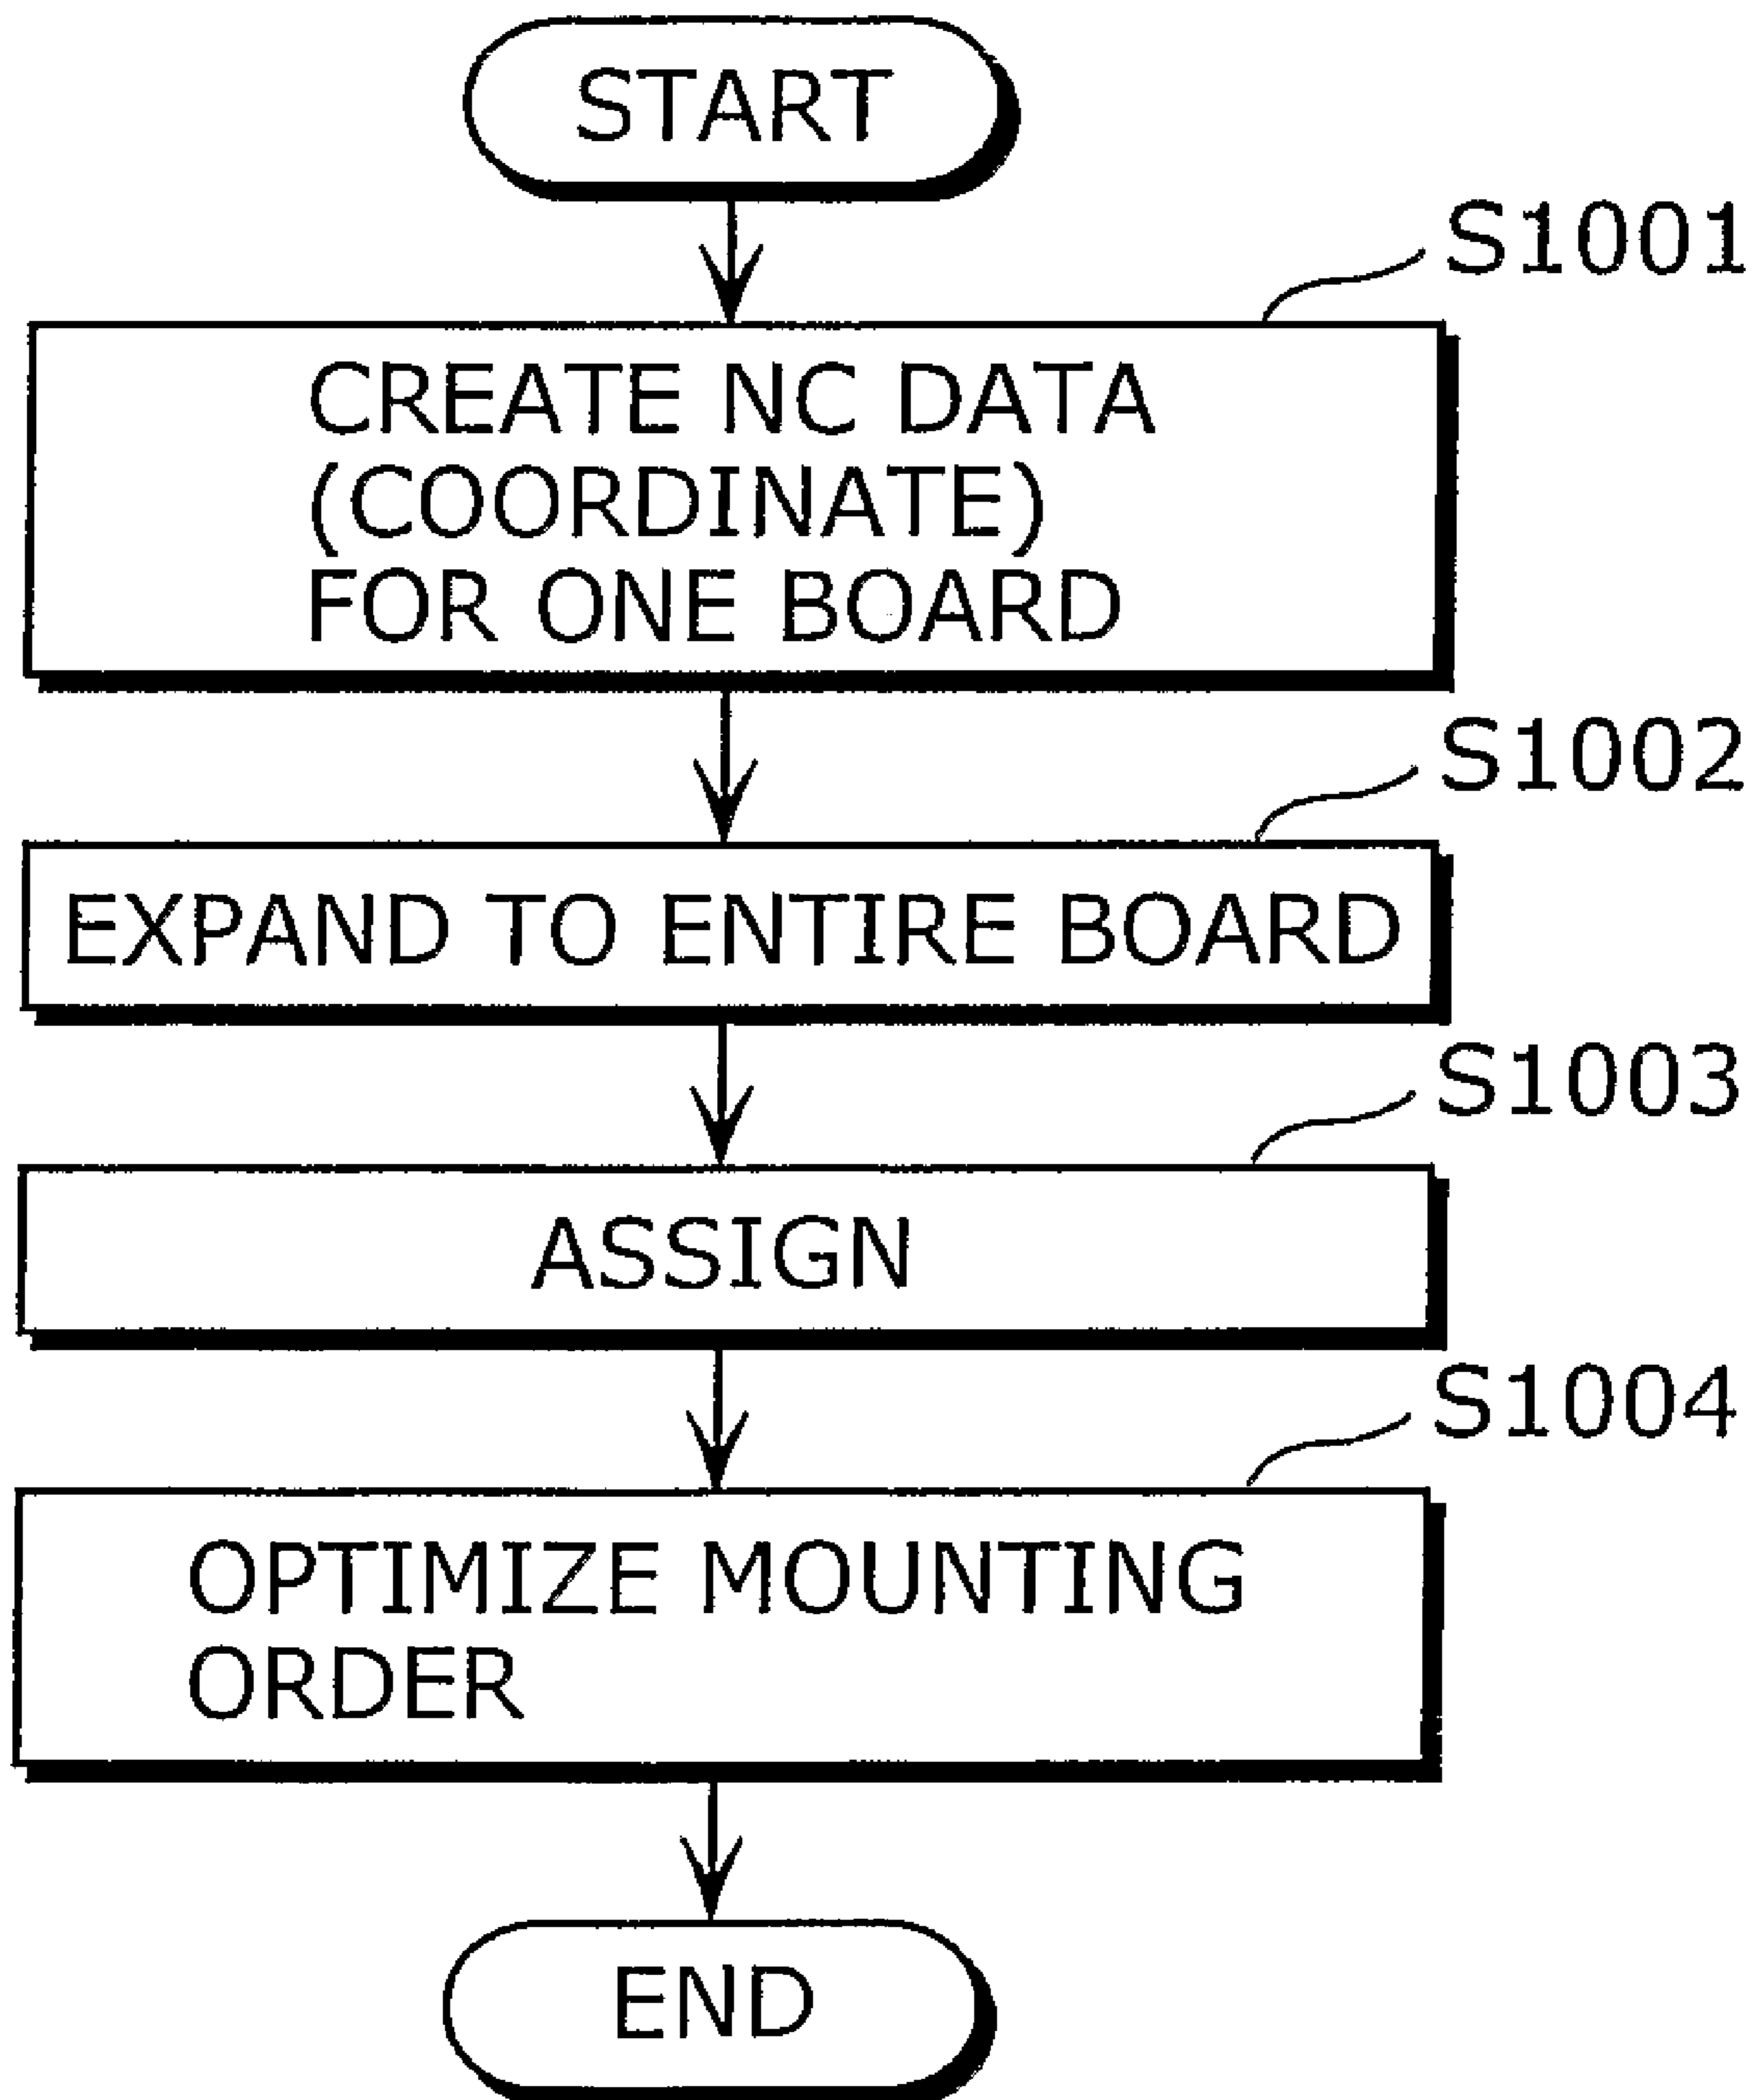 START
S1001
CREATE NC DATA
(COORDINATE)
FOR ONE BOARD
S1002
EXPAND TO ENTIRE BOARD
S1003
ASSIGN
S1004
OPTIMIZE MOUNTING
ORDER
END